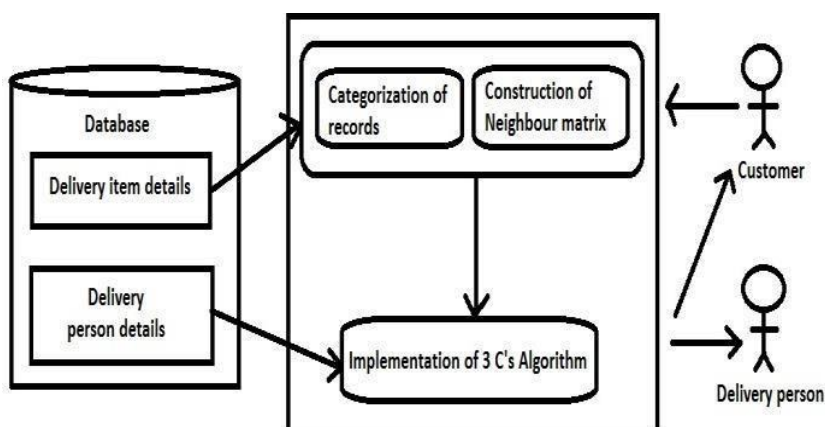 Database
Delivery item details
Delivery
person details
Categorization of
records
Construction of
Neighbour matrix
Implementation of 3 C's Algorithm
Customer
Delivery person